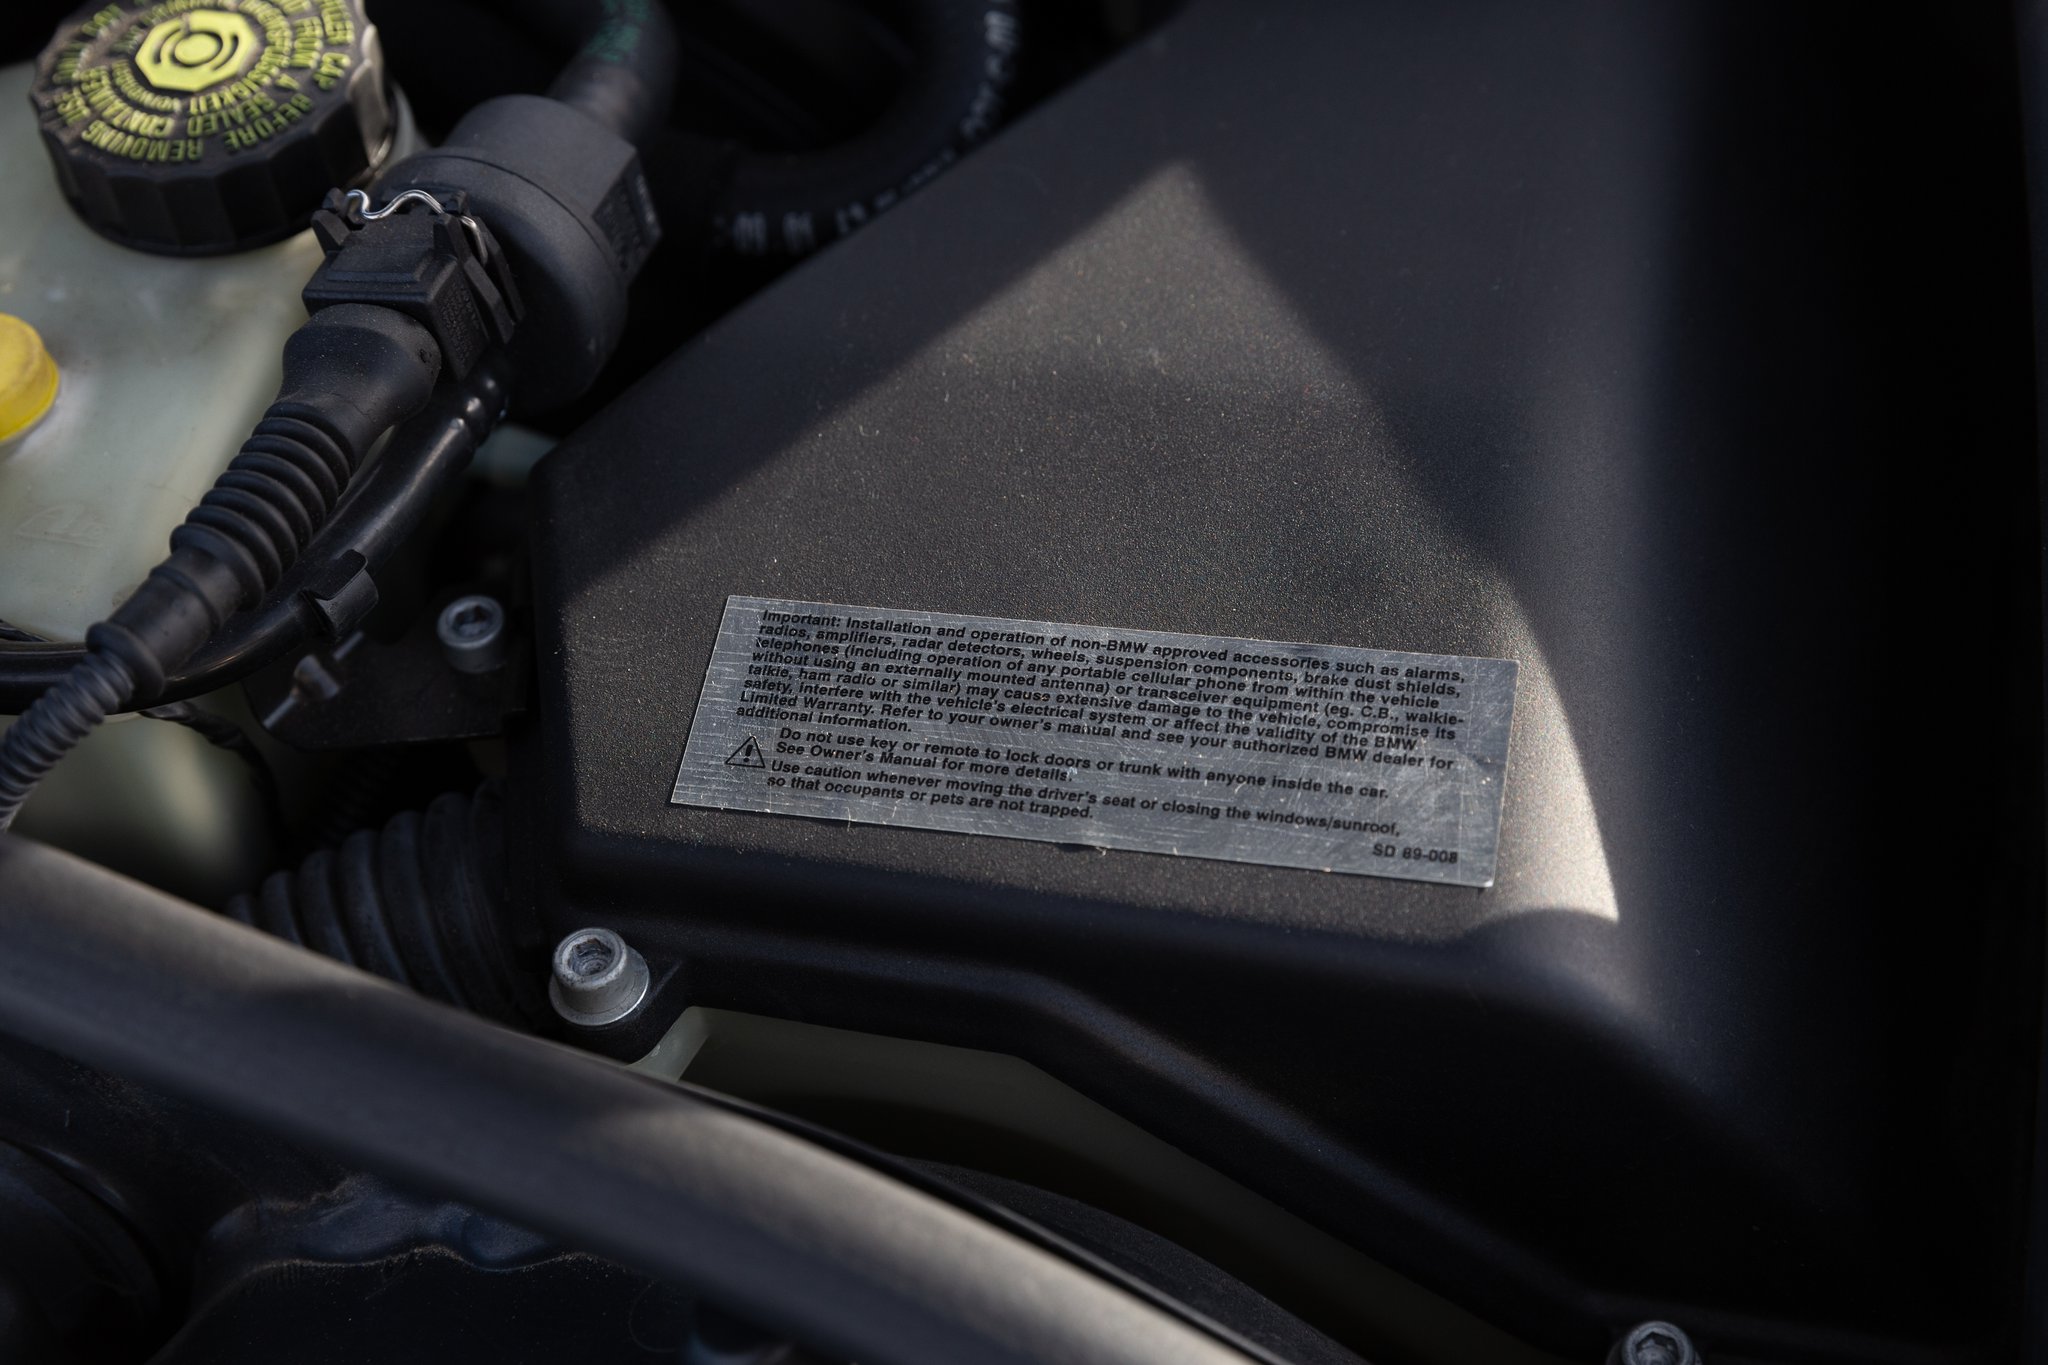 Important: Installation and operation of non-BMW approved accessories such as alarms,
radios, amplifiers, radar detectors, wheels, suspension components, brake dust shields,
telephones (including operation of any portable cellular phone from within the vehicle
without using an externally mounted antenna) or transceiver equipment (eg. C.B., walkie-
talkie, ham radio or similar) may cause extensive damage to the vehicle, compromise its
safety, interfere with the vehicle's electrical system or affect the validity of the BMW
Limited Warranty. Refer to your owner's manual and see your authorized BMW dealer for
additional information.
Do not use key or remote to lock doors or trunk with anyone inside the car.
See Owner's Manual for more details.
Use caution whenever moving the driver's seat or closing the windows/sunroof,
so that occupants or pets are not trapped.
SD 89-008
CAP BEFORE REMOVING
A SEALED CONTAINER